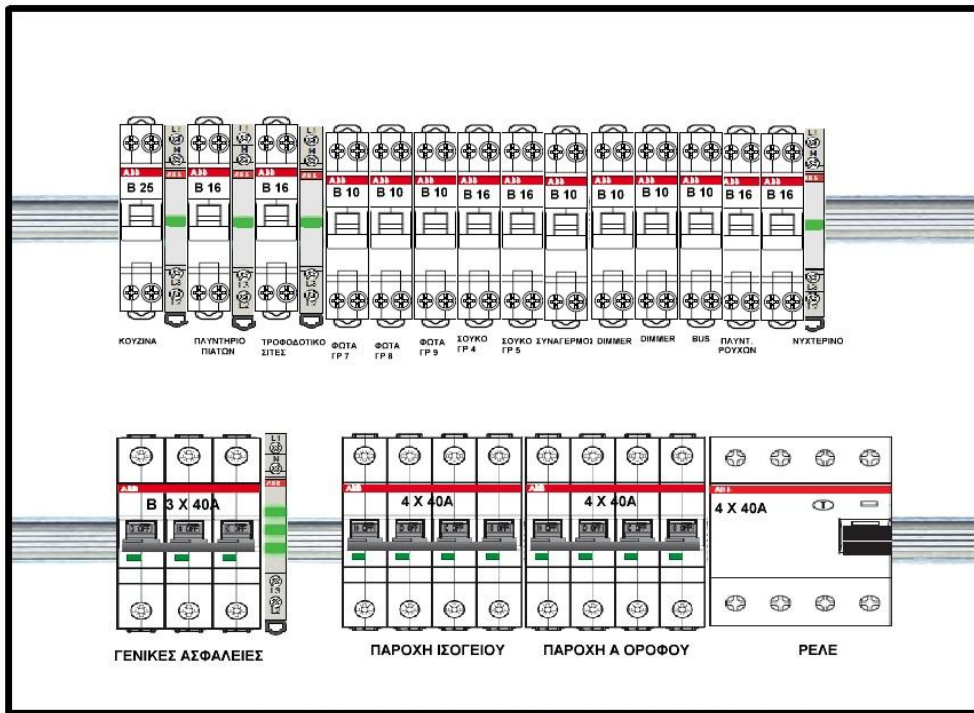 B 25
B 16
B 16
B 10
B 10
B 10
B 16
B 16
B 10
B 10
B 10
B 10
B 16
B 16
ΚΟΥΖΙΝΑ
ΠΛΥΝΤΗΡΙΟ
ΠΙΑΤΩΝ
ΤΡΟΦΟΔΟΤΙΚΟ
ΣΙΤΕΣ
ΦΩΤΑ
ΓΡ 7
ΦΩΤΑ
ΓΡ 8
ΦΩΤΑ
ΓΡ 9
ΣΟΥΚΟ
ΓΡ 4
ΣΟΥΚΟ
ΓΡ 5
ΣΥΝΑΓΕΡΜΟΣ
DIMMER
DIMMER
BUS
ΠΛΥΝΤ.
ΡΟΥΧΩΝ
ΝΥΧΤΕΡΙΝΟ
ABB
B 3 X 40A
ABB
4 X 40A
ABB
4 X 40A
ABB
4 X 40A
T
ΓΕΝΙΚΕΣ ΑΣΦΑΛΕΙΕΣ
ΠΑΡΟΧΗ ΙΣΟΓΕΙΟΥ
ΠΑΡΟΧΗ Α ΟΡΟΦΟΥ
ΡΕΛΕ